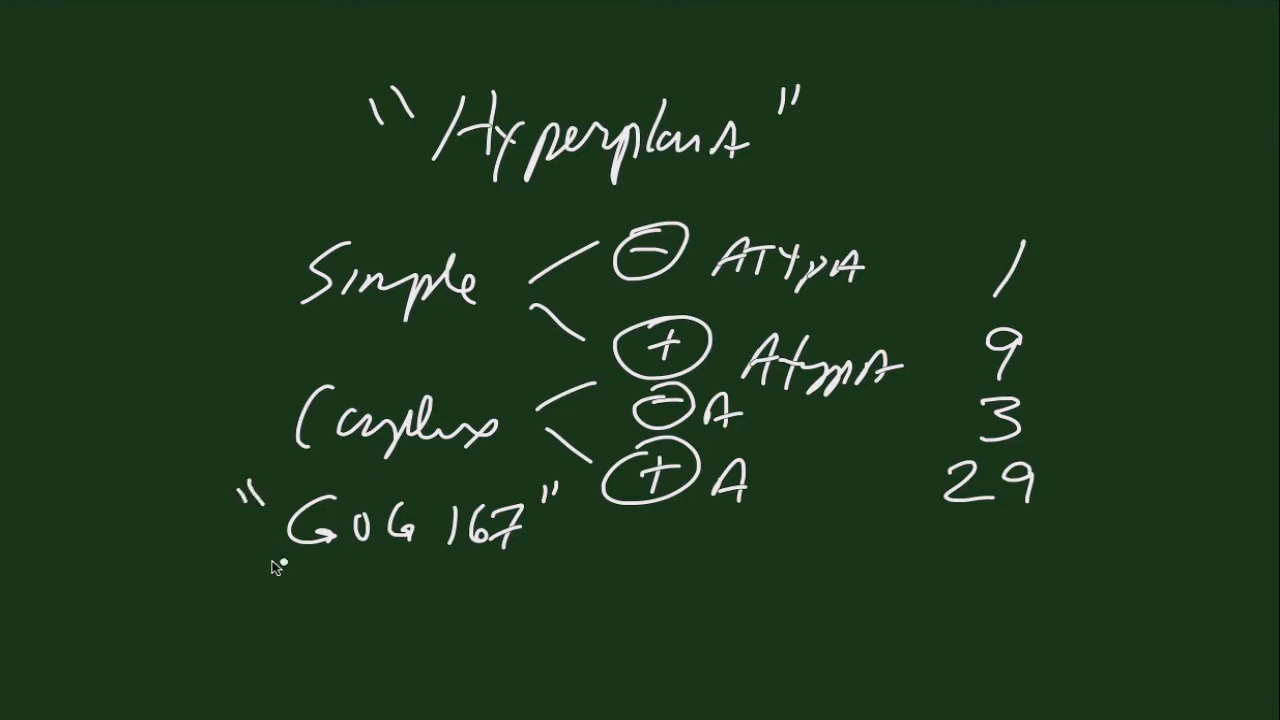 "Hyperplasia"
Simple ⊖ Atypia 1
⊕ Atypia 9
Complex ⊖ A 3
⊕ A 29
"GOG 167"